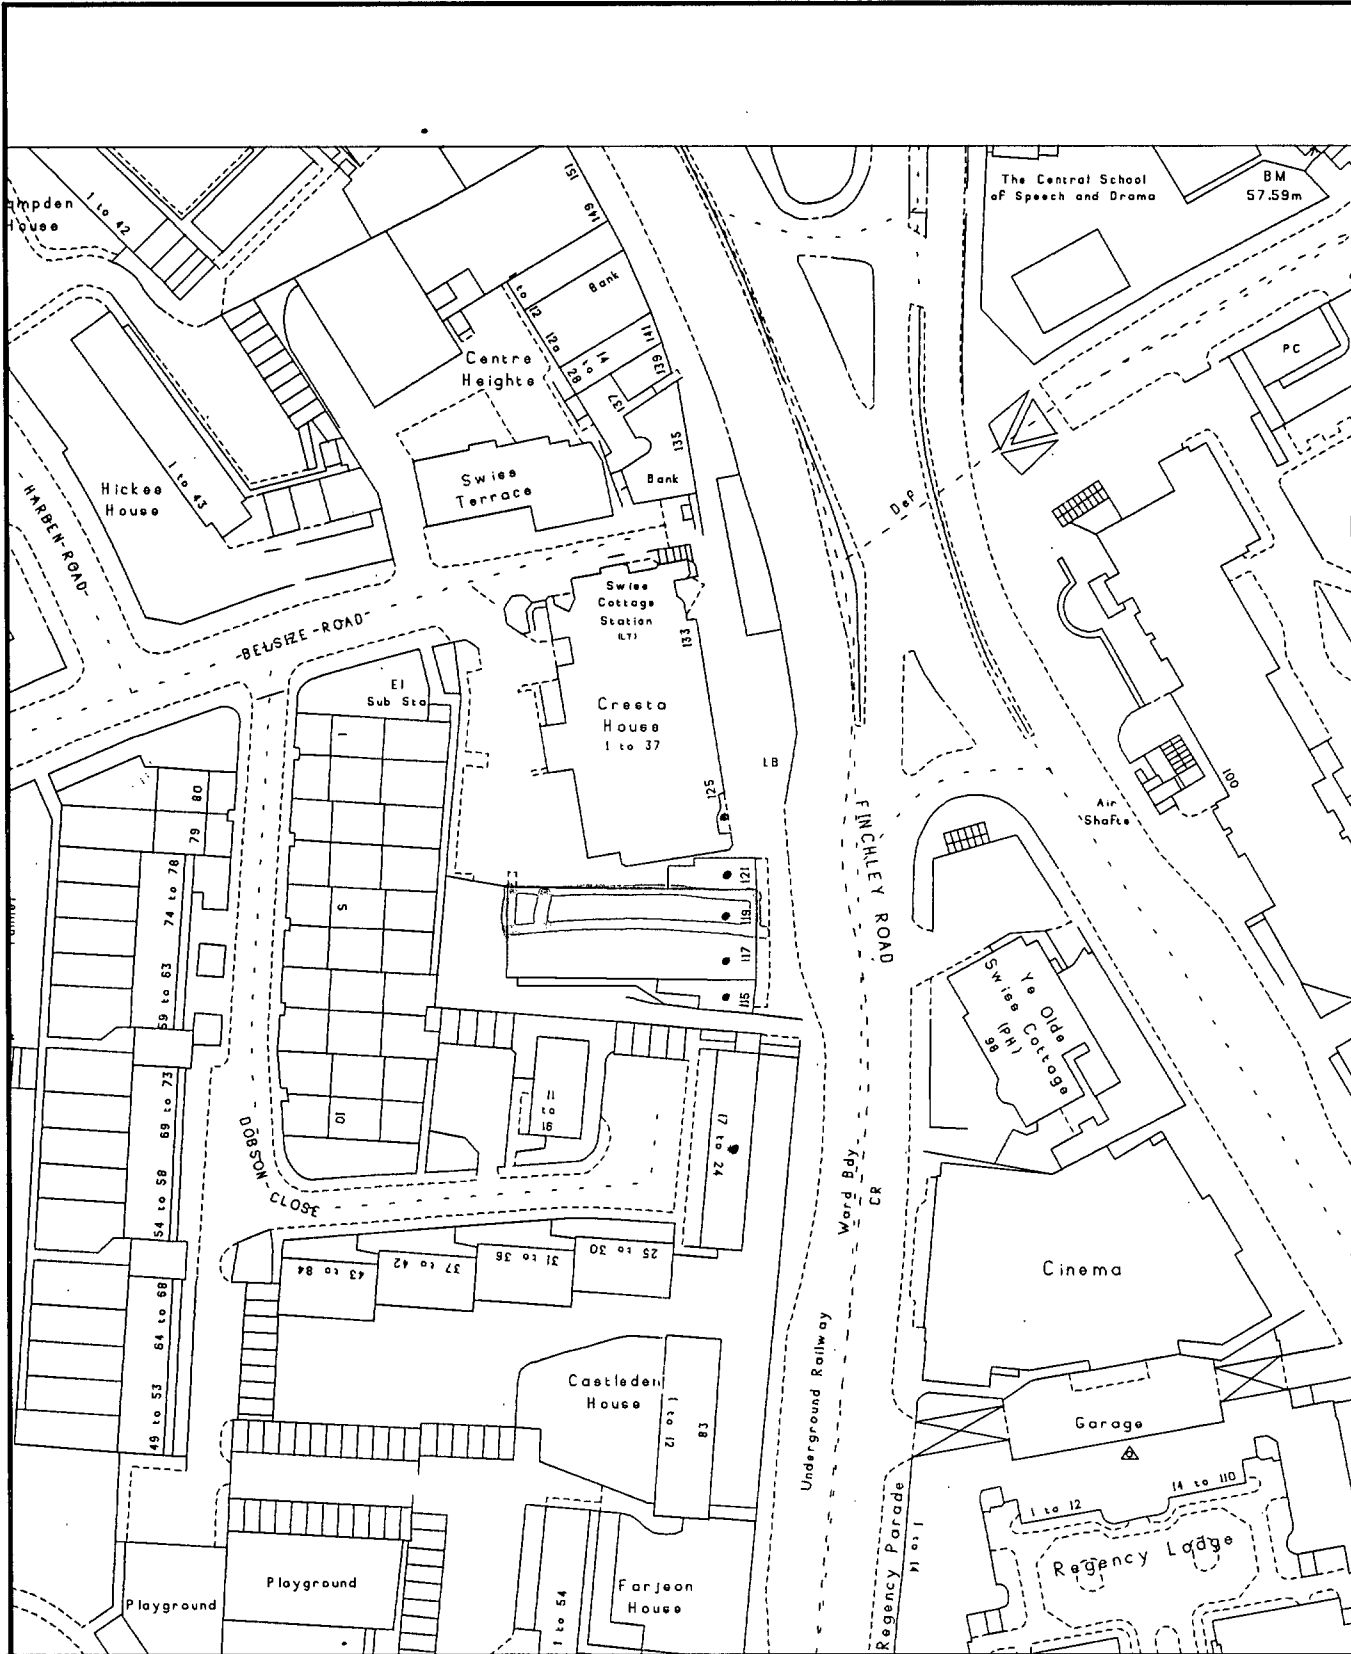 The Central School
of Speech and Drama
BM
57.59m
ampden
House
1 to 42
151
149
Bank
1 to 12
12a
14 to 28
141
139
137
135
Bank
Centre
Heights
PC
Swiss
Terrace
Hickes
House
1 to 43
HARBEN ROAD
Def
BELSIZE ROAD
Swiss
Cottage
Station
(LT)
133
Cresta
House
1 to 37
125
LB
El
Sub Sta
1
5
10
80
79
74 to 78
59 to 63
69 to 73
54 to 58
64 to 68
49 to 53
121
119
117
115
FINCHLEY ROAD
Air
Shafts
100
Ye Olde
Swiss Cottage
(PH)
98
11
to
16
17 to 24
DOBSON CLOSE
43 to 84
37 to 42
31 to 36
25 to 30
Ward Bdy
CR
Cinema
Underground Railway
Castleden
House
1 to 12
83
Garage
Regency Parade
1 to 14
1 to 12
14 to 110
Regency Lodge
Playground
Playground
1 to 54
Farjeon
House